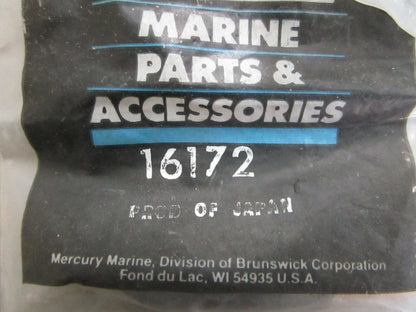 MARINE
PARTS &
ACCESSORIES
16172
PROD OF JAPAN
Mercury Marine, Division of Brunswick Corporation
Fond du Lac, WI 54935 U.S.A.